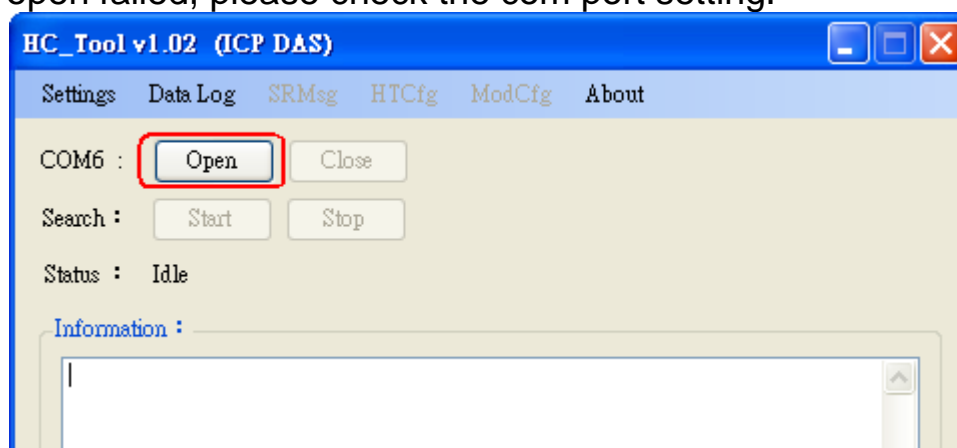 open failed, please check the com port setting.
HC_Tool v1.02 (ICP DAS)
Settings Data Log SRMsg HTCfg ModCfg About
COM6 : Open Close
Search : Start Stop
Status : Idle
Information :